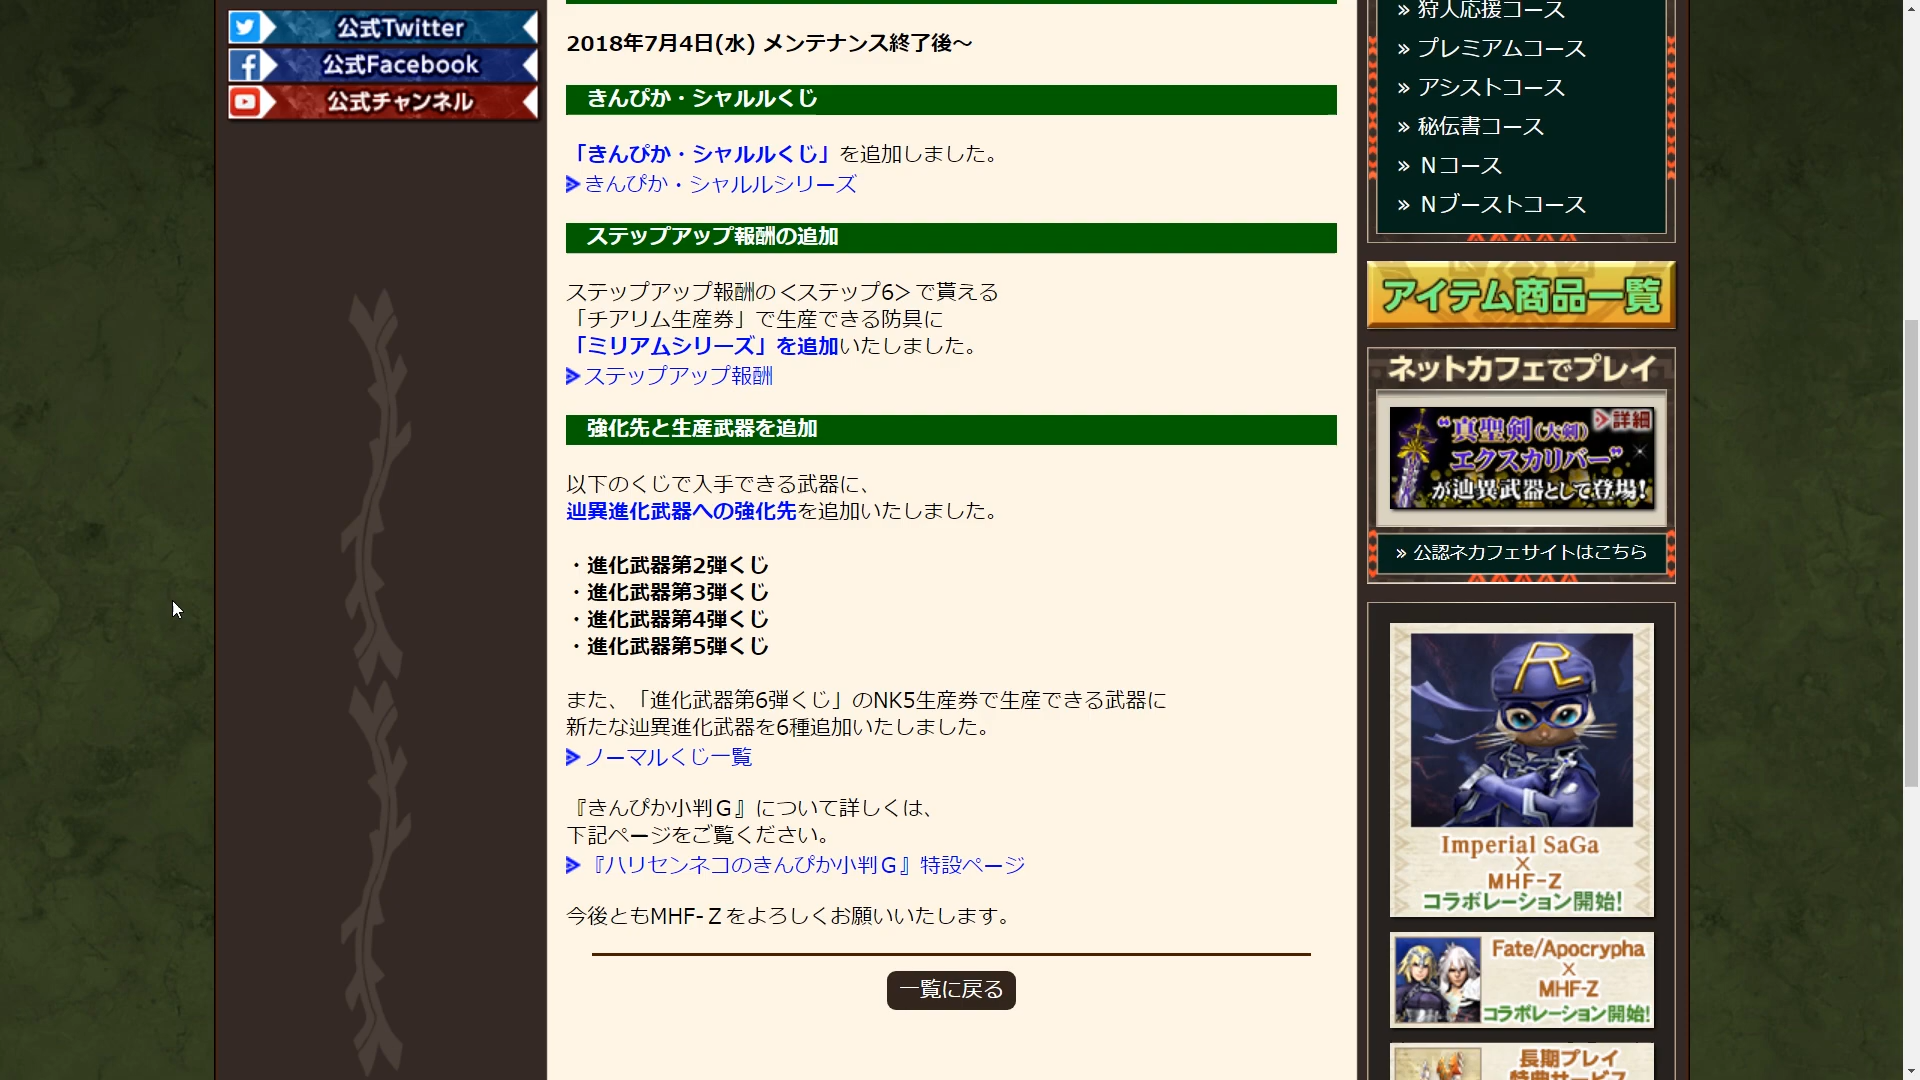 公式Twitter
公式Facebook
公式チャンネル
2018年7月4日(水) メンテナンス終了後～
きんぴか・シャルルくじ
「きんぴか・シャルルくじ」を追加しました。
きんぴか・シャルルシリーズ
ステップアップ報酬の追加
ステップアップ報酬の＜ステップ6＞で貰える
「チアリム生産券」で生産できる防具に
「ミリアムシリーズ」を追加いたしました。
ステップアップ報酬
強化先と生産武器を追加
以下のくじで入手できる武器に、
辿異進化武器への強化先を追加いたしました。
・進化武器第2弾くじ
・進化武器第3弾くじ
・進化武器第4弾くじ
・進化武器第5弾くじ
また、「進化武器第6弾くじ」のNK5生産券で生産できる武器に
新たな辿異進化武器を6種追加いたしました。
ノーマルくじ一覧
『きんぴか小判Ｇ』について詳しくは、
下記ページをご覧ください。
『ハリセンネコのきんぴか小判Ｇ』特設ページ
今後ともMHF-Ｚをよろしくお願いいたします。
一覧に戻る
» 狩人応援コース
» プレミアムコース
» アシストコース
» 秘伝書コース
» Ｎコース
» Ｎブーストコース
アイテム商品一覧
ネットカフェでプレイ
詳細
“真聖剣(大剣)
エクスカリバー”
が辿異武器として登場!
» 公認ネカフェサイトはこちら
R
Imperial SaGa
×
MHF-Z
コラボレーション開始!
Fate/Apocrypha
×
MHF-Z
コラボレーション開始!
長期プレイ
特典サービス